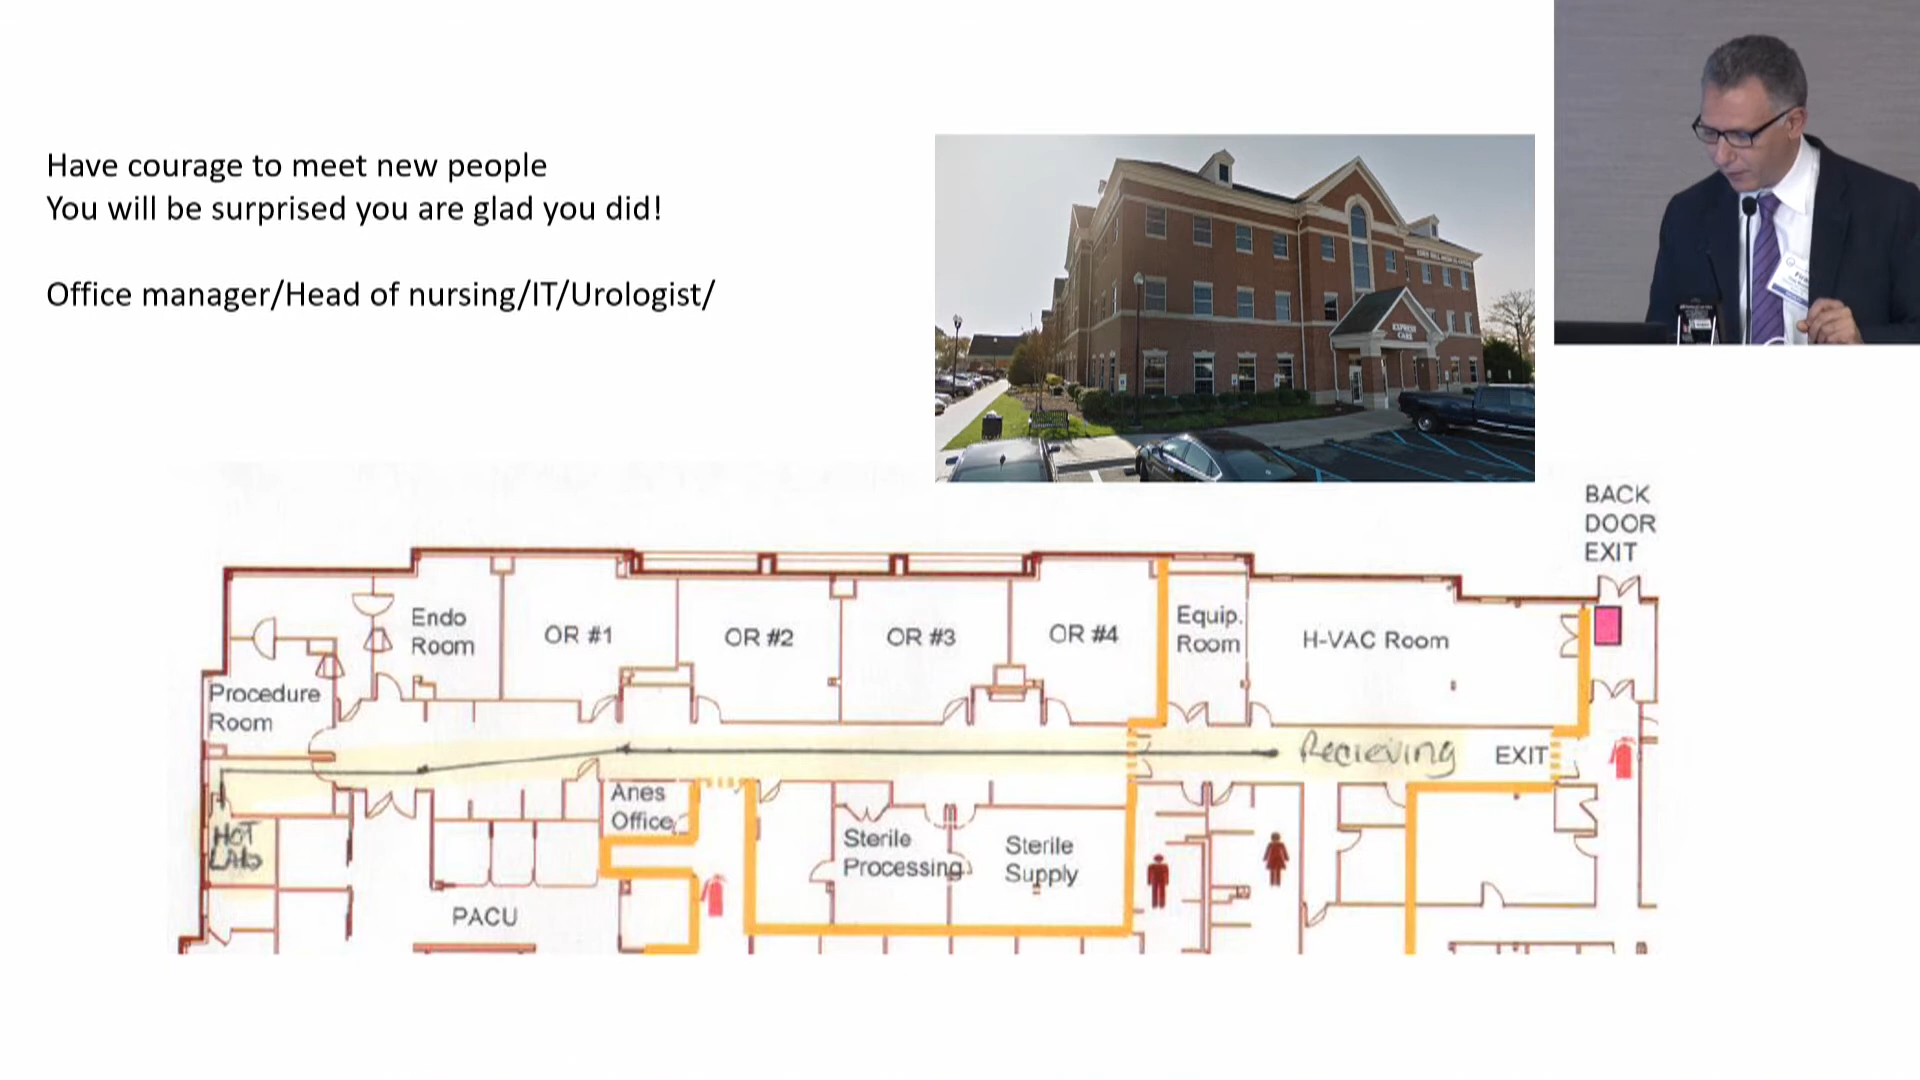 Have courage to meet new people
You will be surprised you are glad you did!
Office manager/Head of nursing/IT/Urologist/
EXPRESS
CARE
BACK
DOOR
EXIT
Endo
Room
OR #1
OR #2
OR #3
OR #4
Equip.
Room
H-VAC Room
Procedure
Room
Recieving
EXIT
Anes
Office
HOT
LAB
Sterile
Processing
Sterile
Supply
PACU